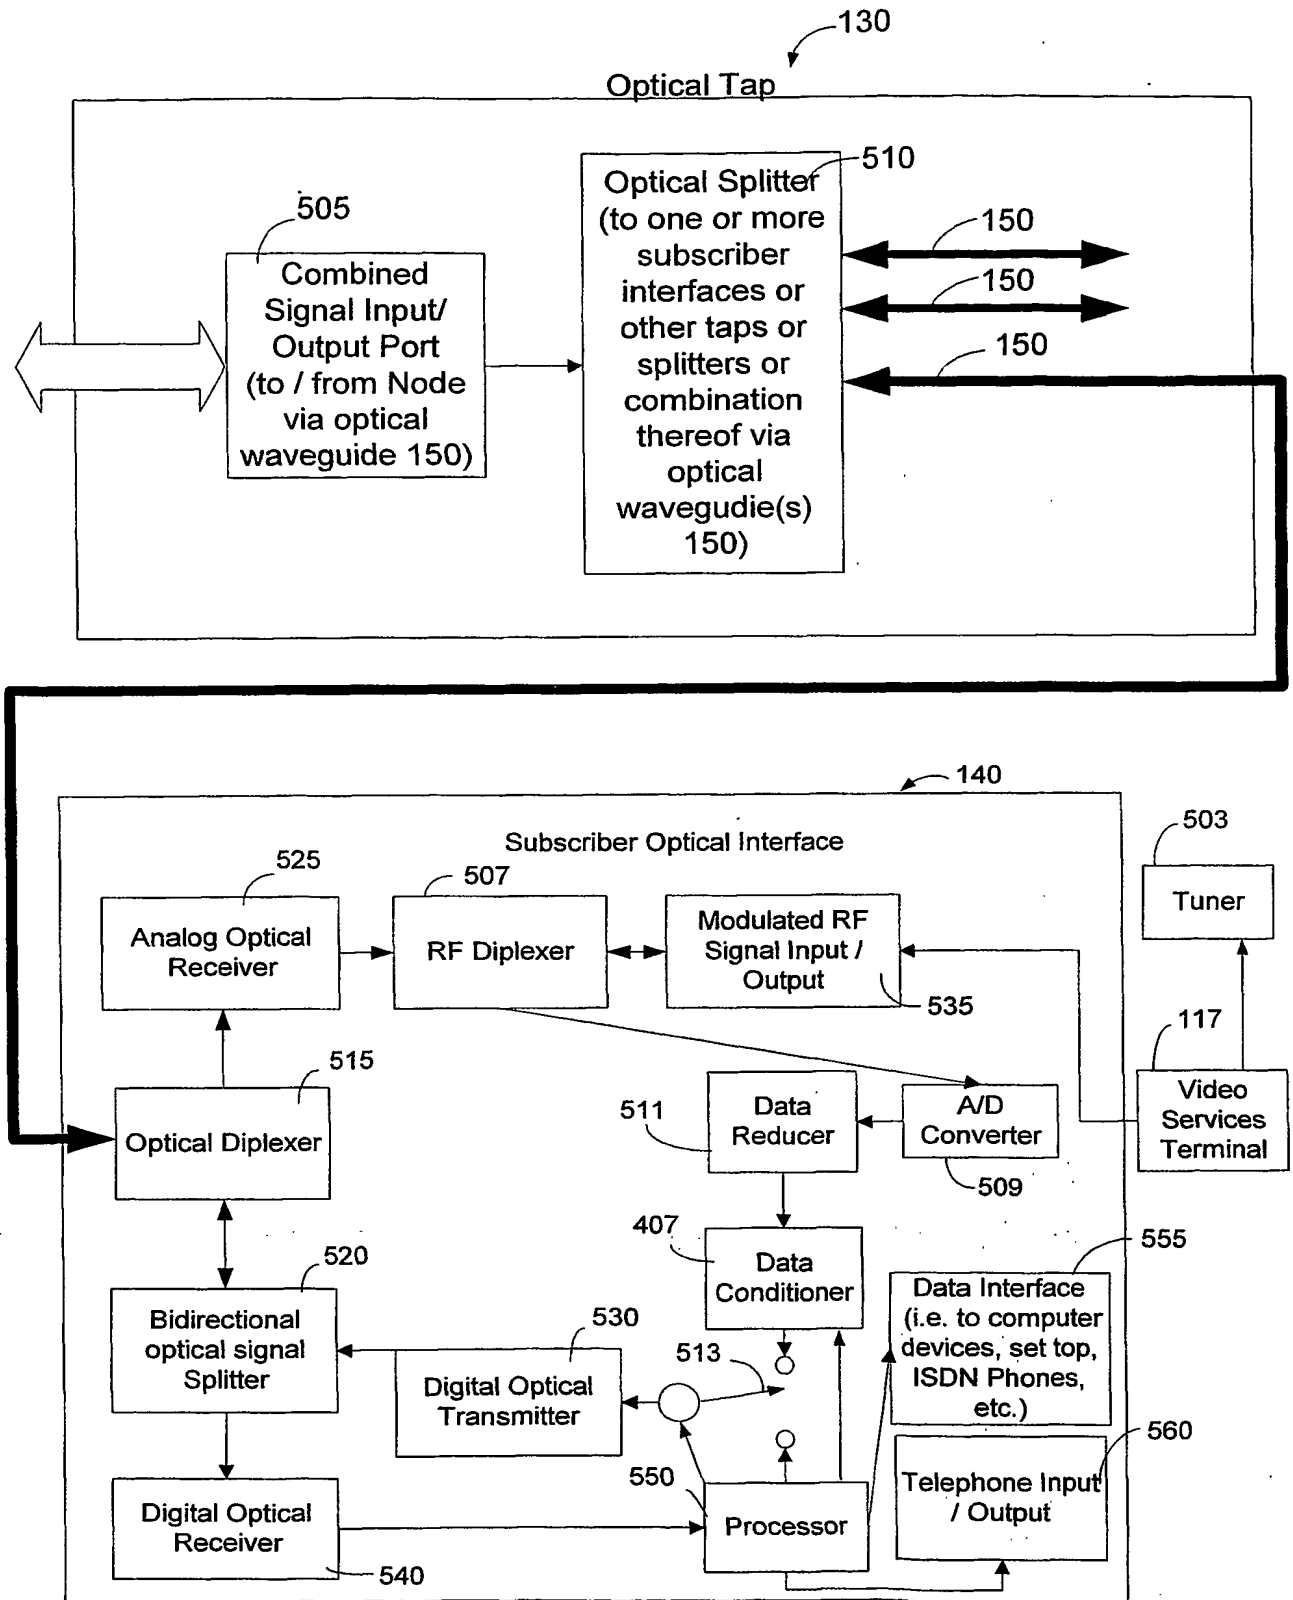 130
Optical Tap
510
Optical Splitter
(to one or more
subscriber
interfaces or
other taps or
splitters or
combination
thereof via
optical
wavegudie(s)
150)
505
Combined
Signal Input/
Output Port
(to / from Node
via optical
waveguide 150)
150
150
150
140
Subscriber Optical Interface
503
Tuner
525
Analog Optical
Receiver
507
RF Diplexer
Modulated RF
Signal Input /
Output
535
117
Video
Services
Terminal
515
Optical Diplexer
511
Data
Reducer
A/D
Converter
509
407
Data
Conditioner
555
Data Interface
(i.e. to computer
devices, set top,
ISDN Phones,
etc.)
520
Bidirectional
optical signal
Splitter
530
Digital Optical
Transmitter
513
560
Telephone Input
/ Output
550
Processor
Digital Optical
Receiver
540